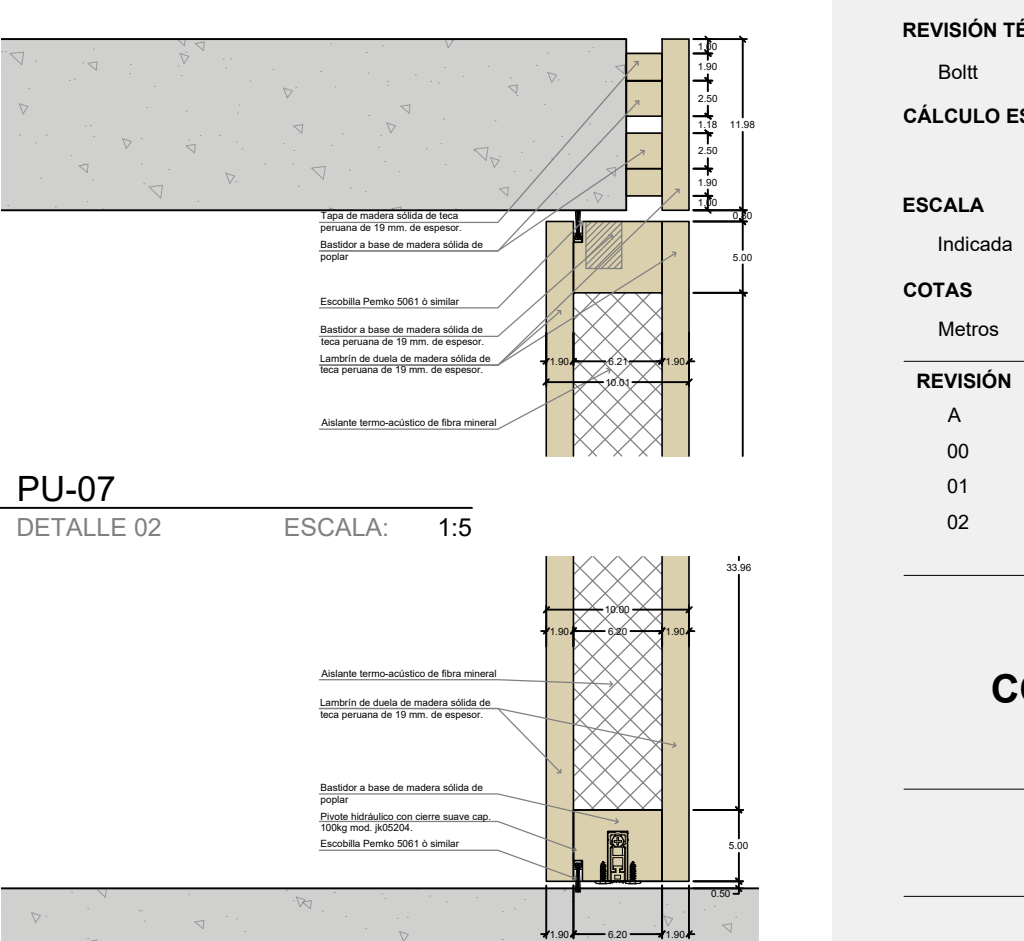 1.00
1.90
2.50
1.18 11.98
2.50
1.90
1.00
0.80
5.00
Tapa de madera sólida de teca
peruana de 19 mm. de espesor.
Bastidor a base de madera sólida de
poplar
Escobilla Pemko 5061 ò similar
Bastidor a base de madera sólida de
teca peruana de 19 mm. de espesor.
Lambrín de duela de madera sólida de
teca peruana de 19 mm. de espesor.
Aislante termo-acústico de fibra mineral
1.90 6.21 1.90
10.01
PU-07
DETALLE 02 ESCALA: 1:5
33.96
10.00
1.90 6.20 1.90
Aislante termo-acústico de fibra mineral
Lambrín de duela de madera sólida de
teca peruana de 19 mm. de espesor.
Bastidor a base de madera sólida de
poplar
Pivote hidráulico con cierre suave cap.
100kg mod. jk05204.
Escobilla Pemko 5061 ò similar
5.00
0.50
1.90 6.20 1.90
REVISIÓN TÉ
Boltt
CÁLCULO ES
ESCALA
Indicada
COTAS
Metros
REVISIÓN
A
00
01
02
CO